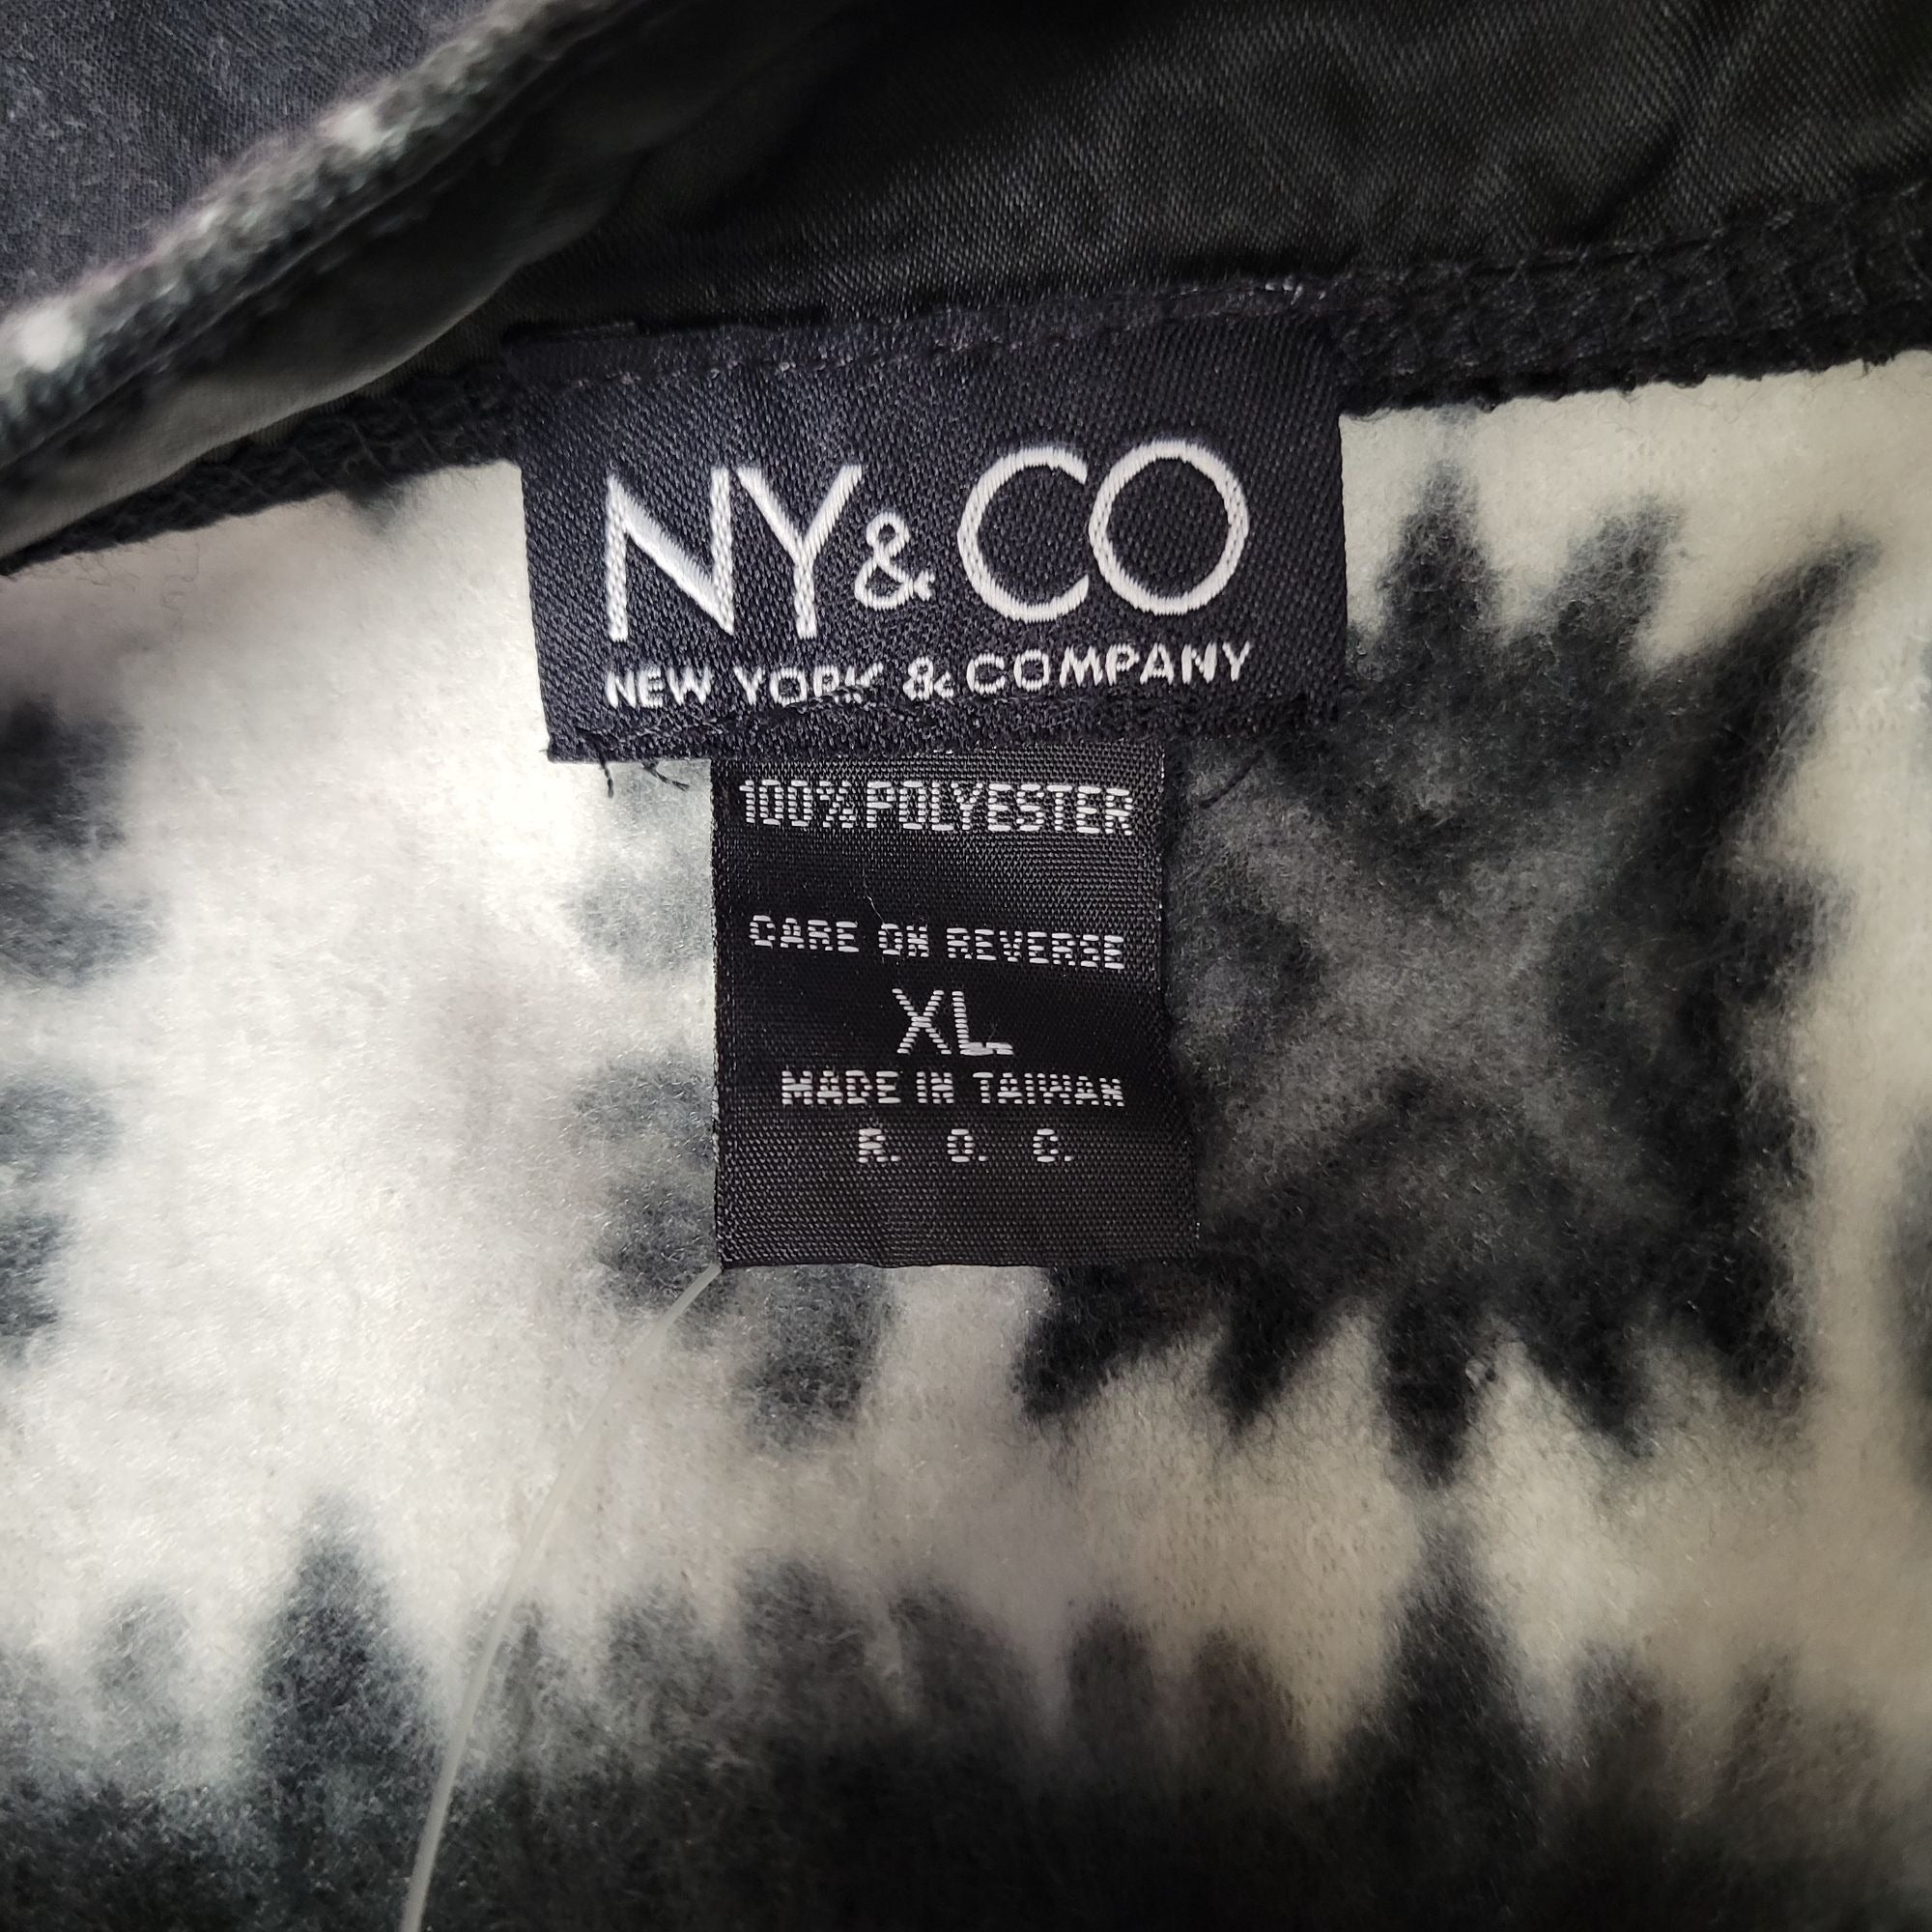 NY&CO
NEW YORK & COMPANY
100% POLYESTER
CARE ON REVERSE
XL
MADE IN TAIWAN
R. O. C.